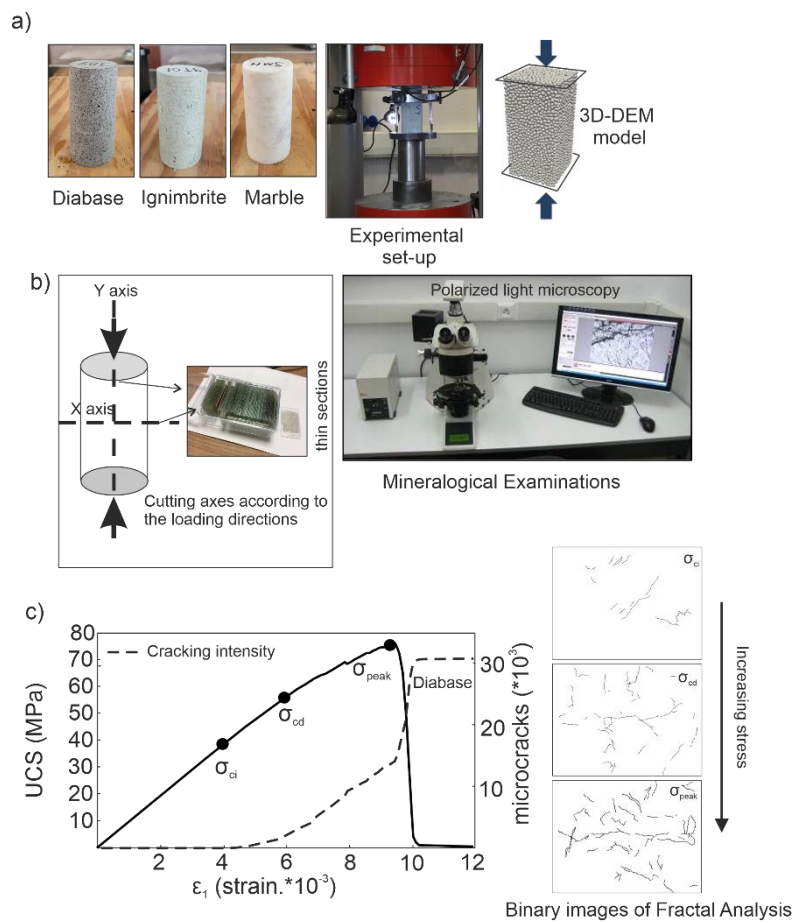 a)
Diabase
Ignimbrite
Marble
Experimental
set-up
3D-DEM
model
b)
Y axis
X axis
thin sections
Cutting axes according to
the loading directions
Polarized light microscopy
Mineralogical Examinations
c)
UCS (MPa)
80
70
60
50
40
30
20
10
Cracking intensity
σci
σcd
σpeak
Diabase
30
20
10
microcracks (*10³)
2
4
6
8
10
12
ε₁ (strain.*10⁻³)
σci
σcd
σpeak
Increasing stress
Binary images of Fractal Analysis